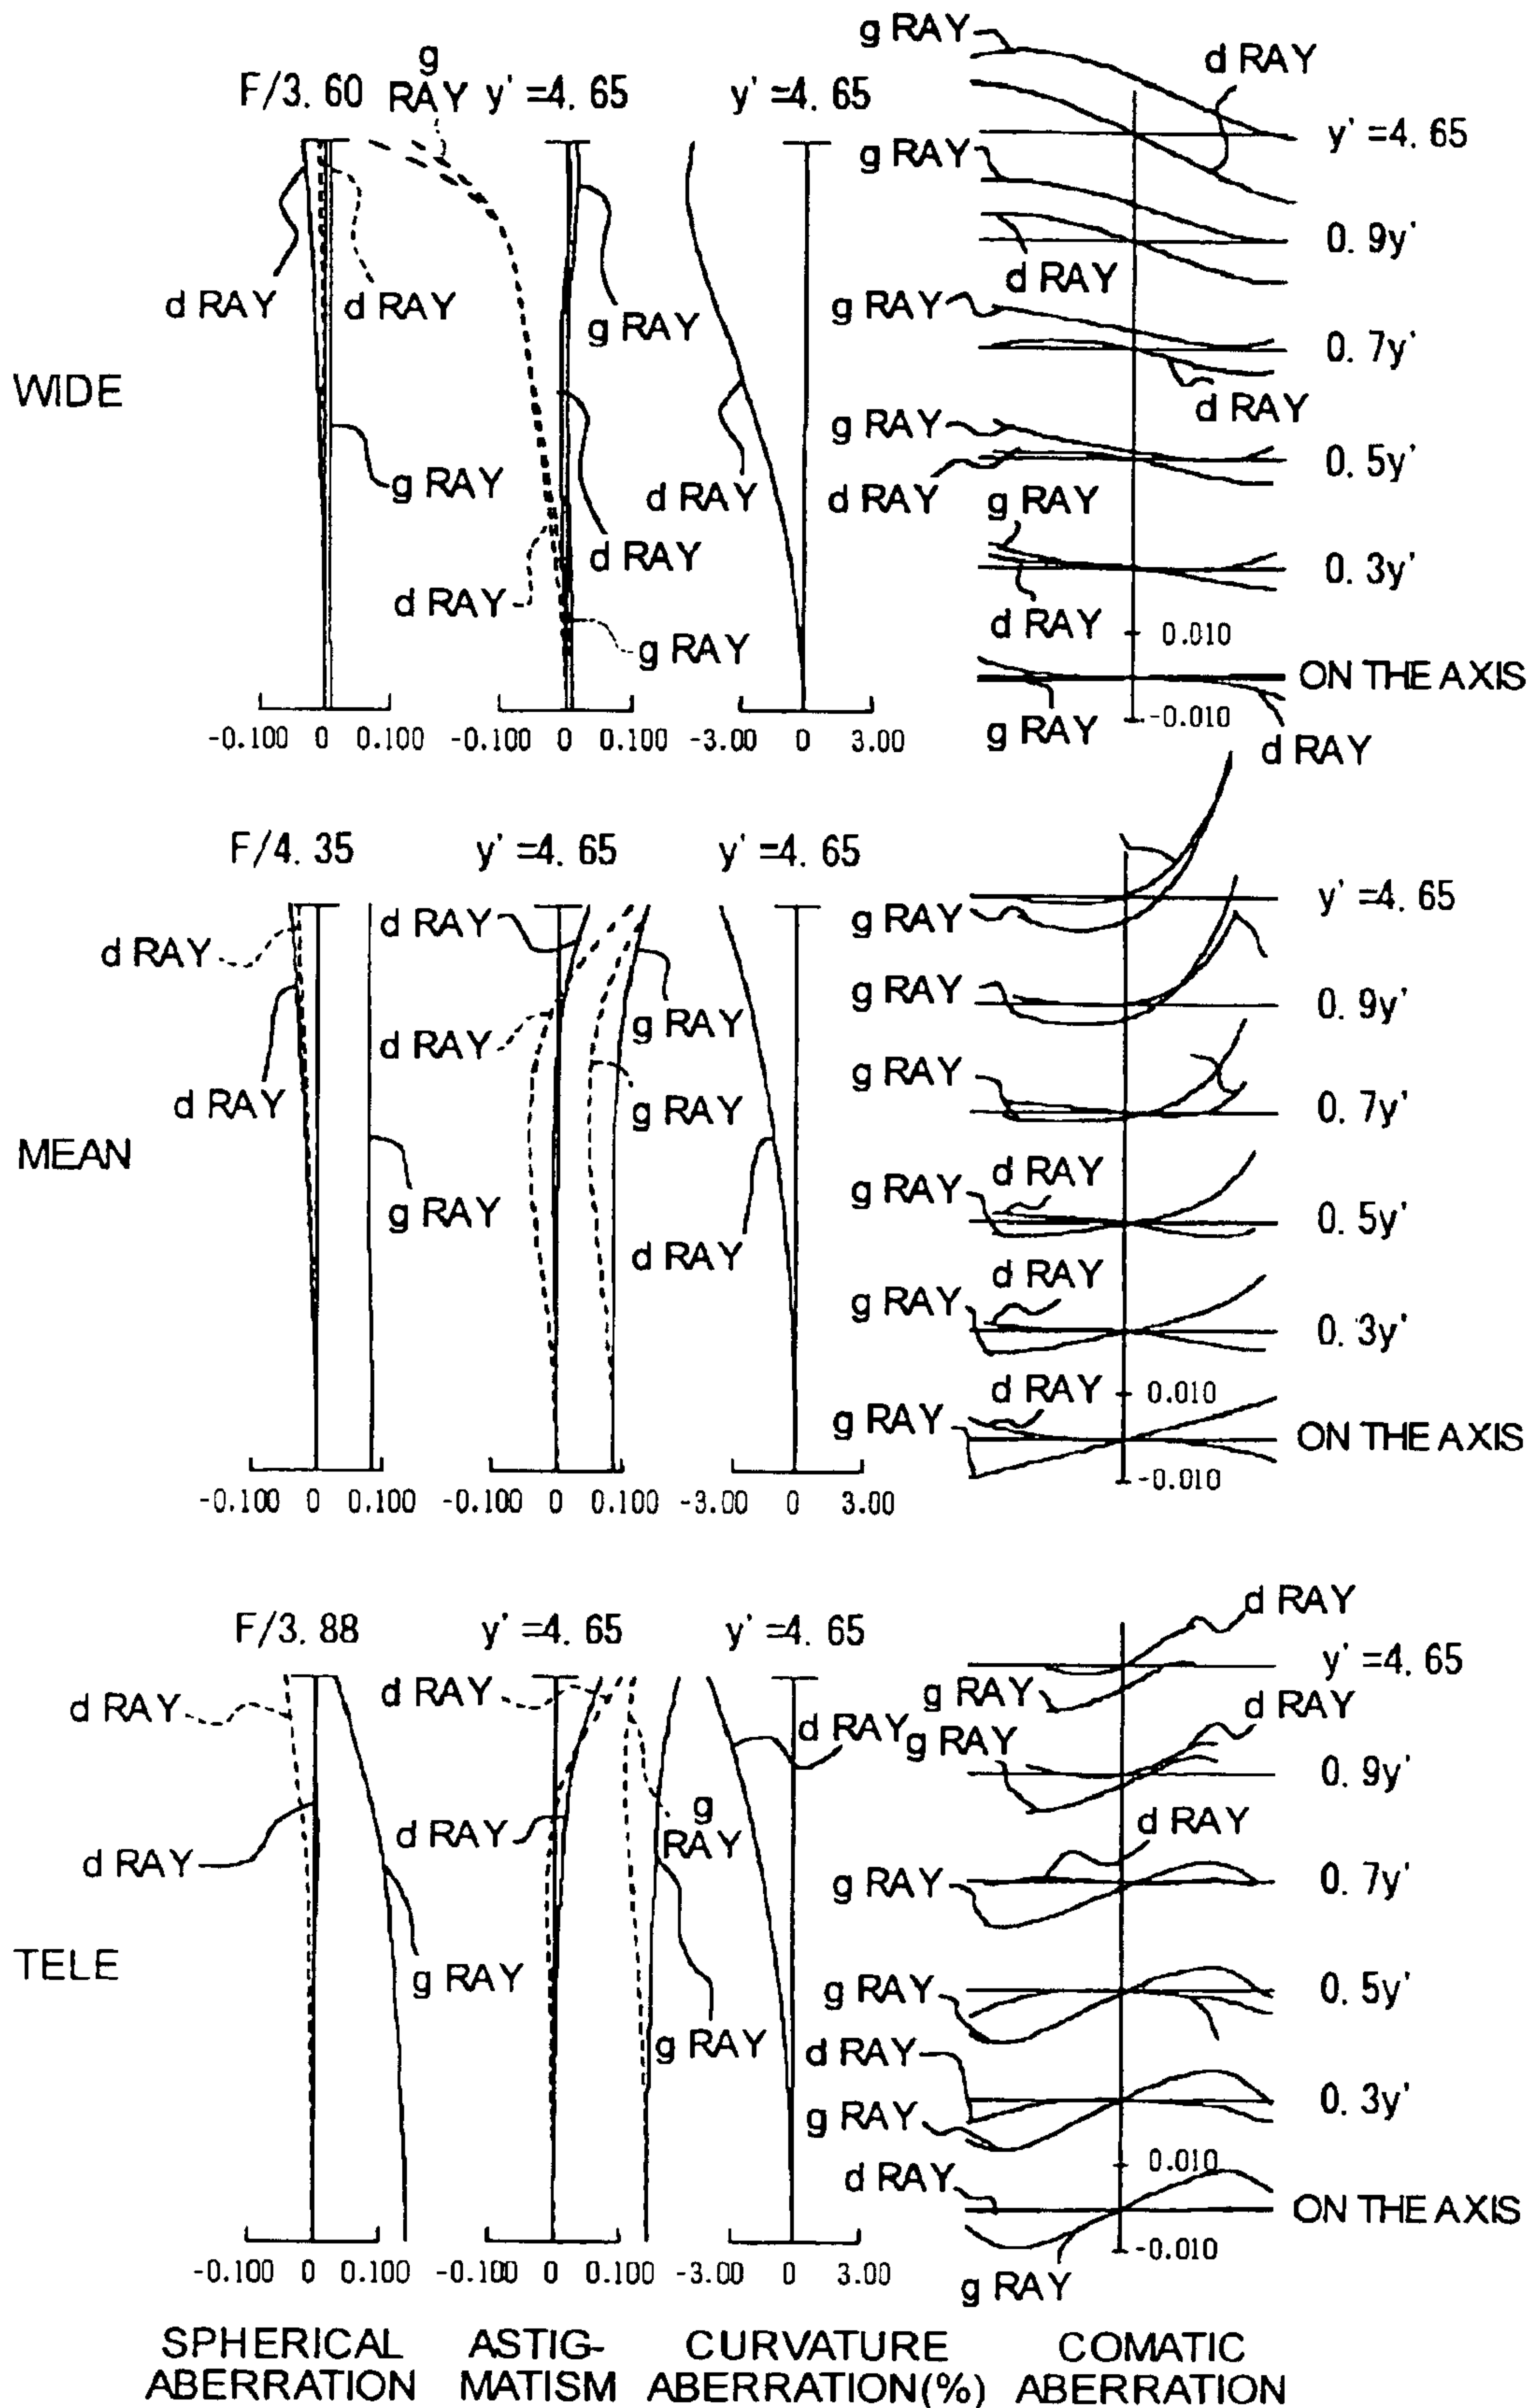 WIDE
F/3. 60
g
RAY
y' =4. 65
y' =4. 65
g RAY
d RAY
y' =4. 65
g RAY
0. 9y'
d RAY
d RAY
d RAY
g RAY
g RAY
0. 7y'
d RAY
g RAY
0. 5y'
g RAY
d RAY
d RAY
d RAY
g RAY
0. 3y'
d RAY
d RAY
g RAY
0.010
ON THE AXIS
-0.010
g RAY
d RAY
-0.100 0 0.100
-0.100 0 0.100
-3.00 0 3.00
MEAN
F/4. 35
y' =4. 65
y' =4. 65
y' =4. 65
d RAY
d RAY
g RAY
g RAY
0. 9y'
d RAY
g RAY
g RAY
0. 7y'
d RAY
g RAY
g RAY
d RAY
g RAY
0. 5y'
d RAY
d RAY
g RAY
0. 3y'
d RAY
0.010
g RAY
ON THE AXIS
-0.010
-0.100 0 0.100
-0.100 0 0.100
-3.00 0 3.00
TELE
F/3. 88
y' =4. 65
y' =4. 65
d RAY
y' =4. 65
d RAY
d RAY
g RAY
d RAY
d RAY
g RAY
0. 9y'
d RAY
d RAY
g
RAY
d RAY
g RAY
0. 7y'
g RAY
g RAY
g RAY
0. 5y'
d RAY
g RAY
0. 3y'
d RAY
0.010
ON THE AXIS
-0.010
g RAY
-0.100 0 0.100
-0.100 0 0.100
-3.00 0 3.00
SPHERICAL
ABERRATION
ASTIG-
MATISM
CURVATURE
ABERRATION(%)
COMATIC
ABERRATION